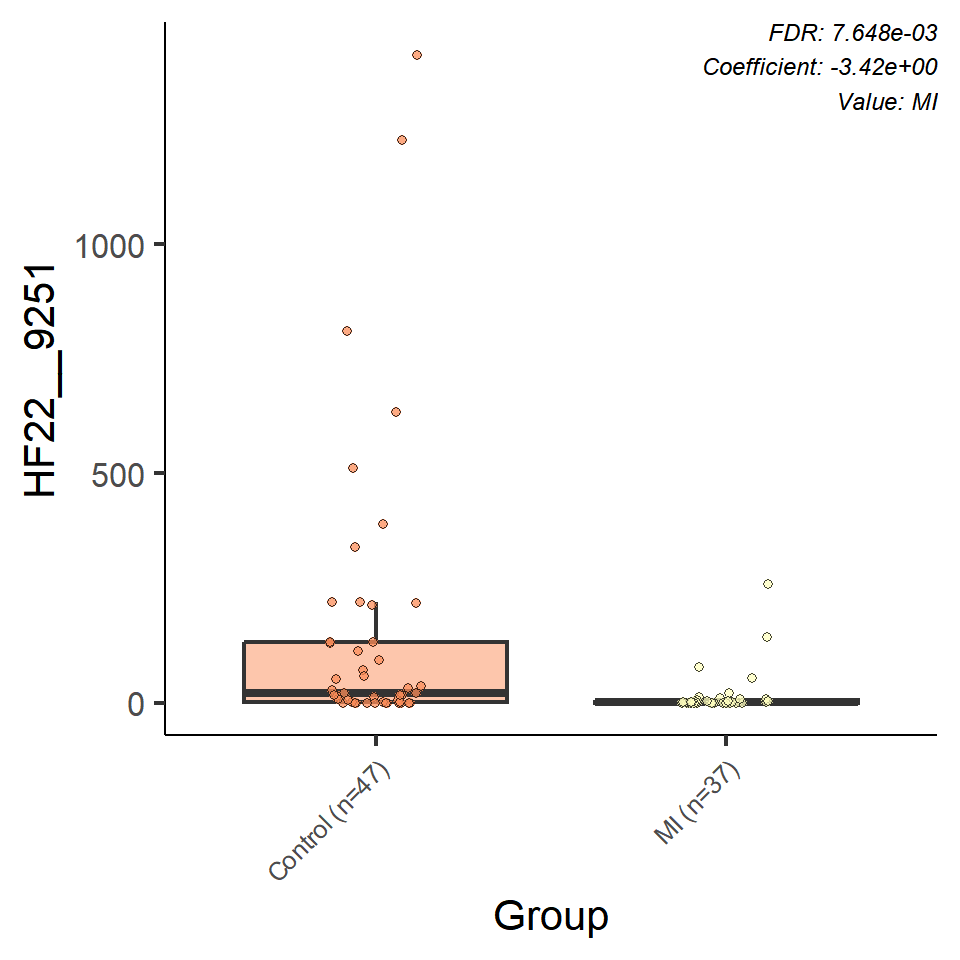 FDR: 7.648e-03
Coefficient: -3.42e+00
Value: MI
HF22__9251
1000
500
0
Control (n=47)
MI (n=37)
Group